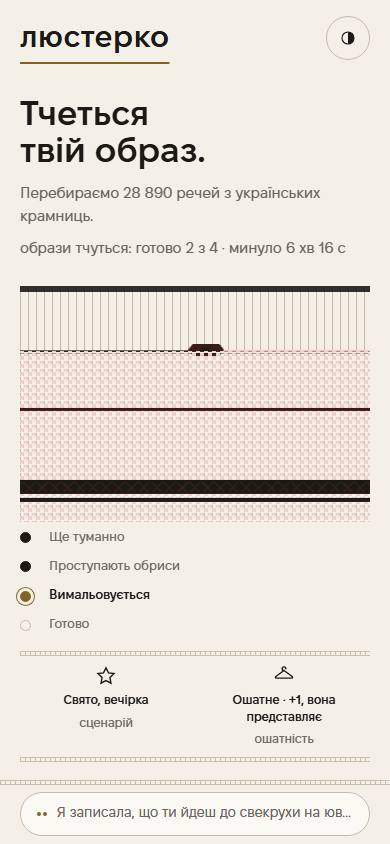 люстерко
Тчеться
твій образ.
Перебираємо 28 890 речей з українських
крамниць.
образи тчуться: готово 2 з 4 · минуло 6 хв 16 с
Ще туманно
Проступають обриси
Вимальовується
Готово
Свято, вечірка
сценарій
Ошатне · +1, вона
представляє
ошатність
Я записала, що ти йдеш до свекрухи на юв...